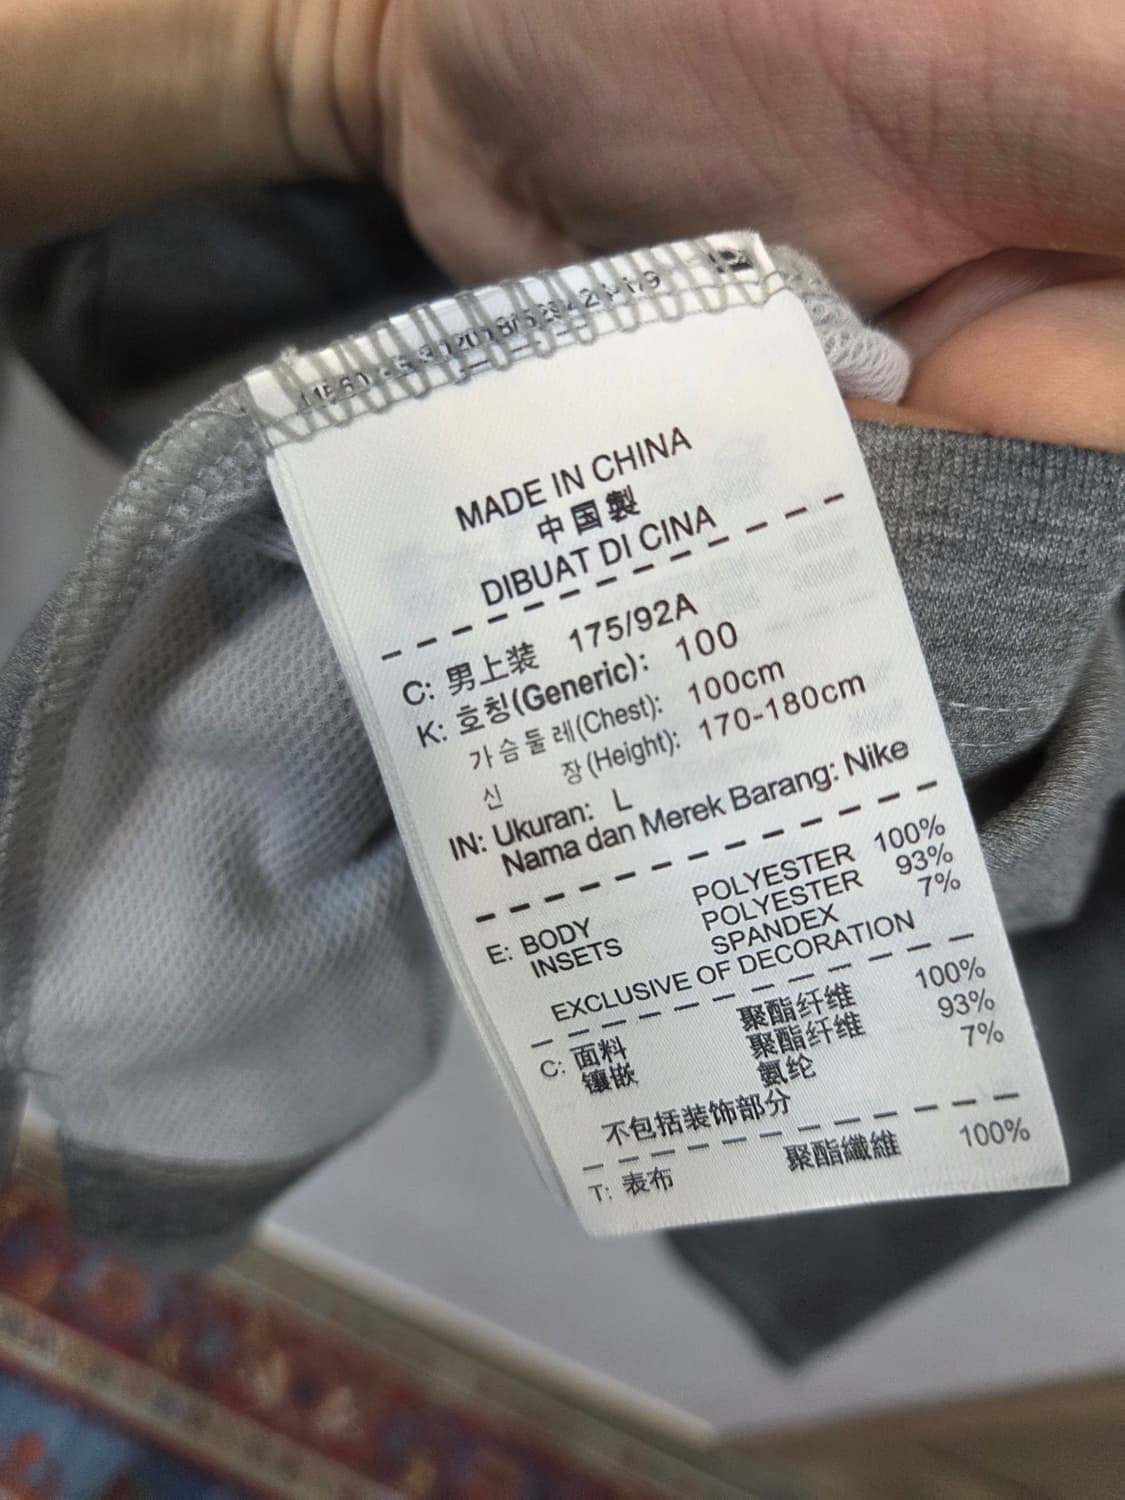 MADE IN CHINA
中国製
DIBUAT DI CINA
C: 男上装 175/92A
K: 호칭(Generic): 100
가슴둘레(Chest): 100cm
신 장(Height): 170-180cm
IN: Ukuran: L
Nama dan Merek Barang: Nike
E: BODY POLYESTER 100%
INSETS POLYESTER 93%
SPANDEX 7%
EXCLUSIVE OF DECORATION
C: 面料 聚酯纤维 100%
镶嵌 聚酯纤维 93%
氨纶 7%
不包括装饰部分
T: 表布 聚酯纖維 100%